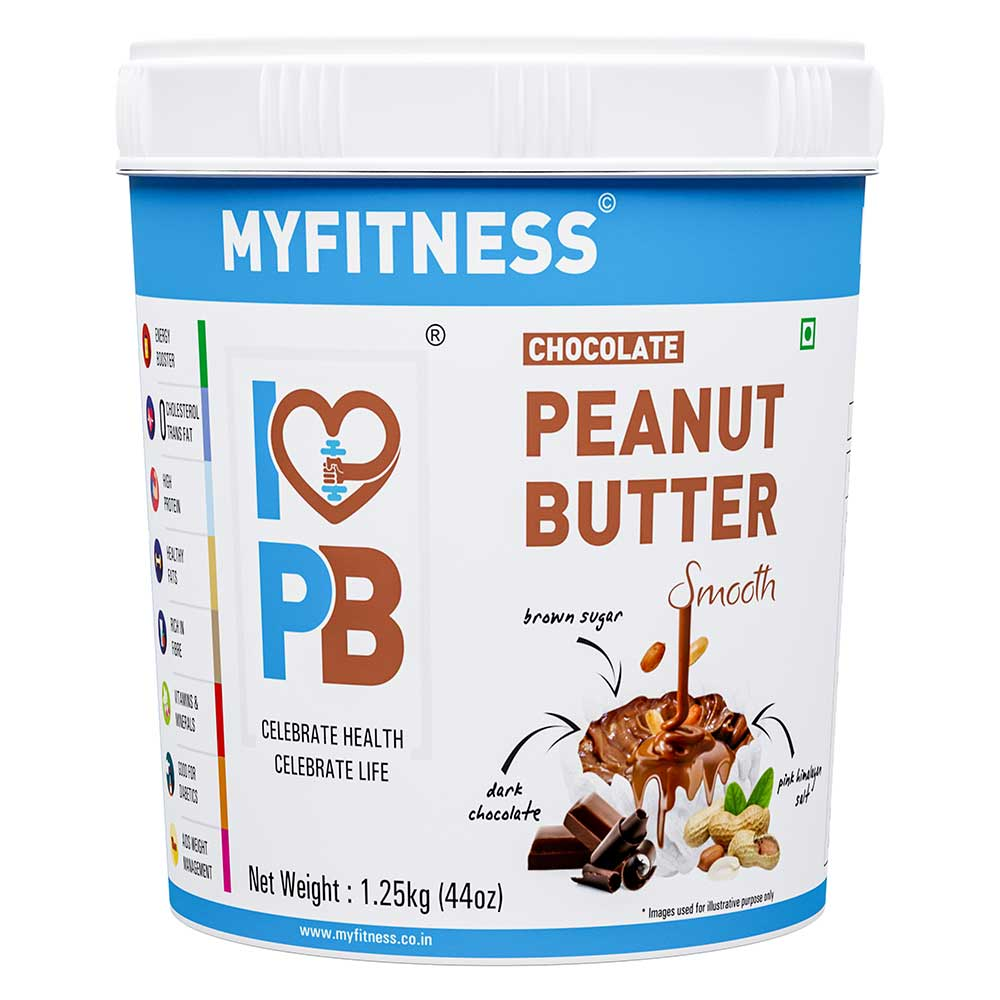 MYFITNESS©
ENERGY
BOOSTER
0 CHOLESTEROL
TRANS FAT
HIGH
PROTEIN
HEALTHY
FATS
RICH IN
FIBRE
VITAMINS &
MINERALS
GOOD FOR
DIABETICS
AIDS WEIGHT
MANAGEMENT
®
I
PB
CELEBRATE HEALTH
CELEBRATE LIFE
Net Weight : 1.25kg (44oz)
CHOCOLATE
PEANUT
BUTTER
Smooth
brown sugar
dark
chocolate
pink himalayan
salt
* Images used for illustrative purpose only
www.myfitness.co.in